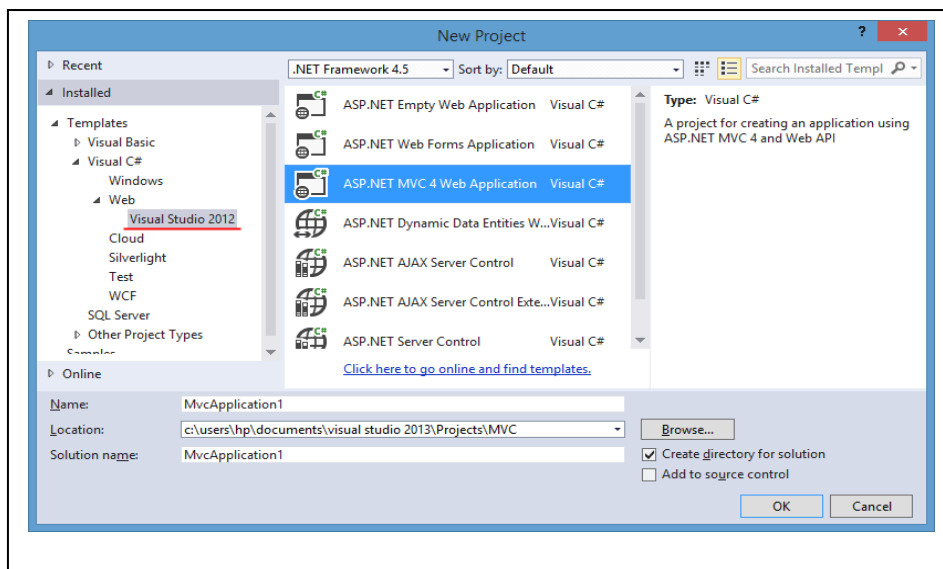 New Project
? ×
Recent
.NET Framework 4.5
Sort by: Default
Search Installed Templ
Installed
Templates
Visual Basic
Visual C#
Windows
Web
Visual Studio 2012
Cloud
Silverlight
Test
WCF
SQL Server
Other Project Types
Samples
Online
ASP.NET Empty Web Application Visual C#
ASP.NET Web Forms Application Visual C#
ASP.NET MVC 4 Web Application Visual C#
ASP.NET Dynamic Data Entities W...Visual C#
ASP.NET AJAX Server Control Visual C#
ASP.NET AJAX Server Control Exte...Visual C#
ASP.NET Server Control Visual C#
Click here to go online and find templates.
Type: Visual C#
A project for creating an application using
ASP.NET MVC 4 and Web API
Name: MvcApplication1
Location: c:\users\hp\documents\visual studio 2013\Projects\MVC
Browse...
Solution name: MvcApplication1
Create directory for solution
Add to source control
OK
Cancel